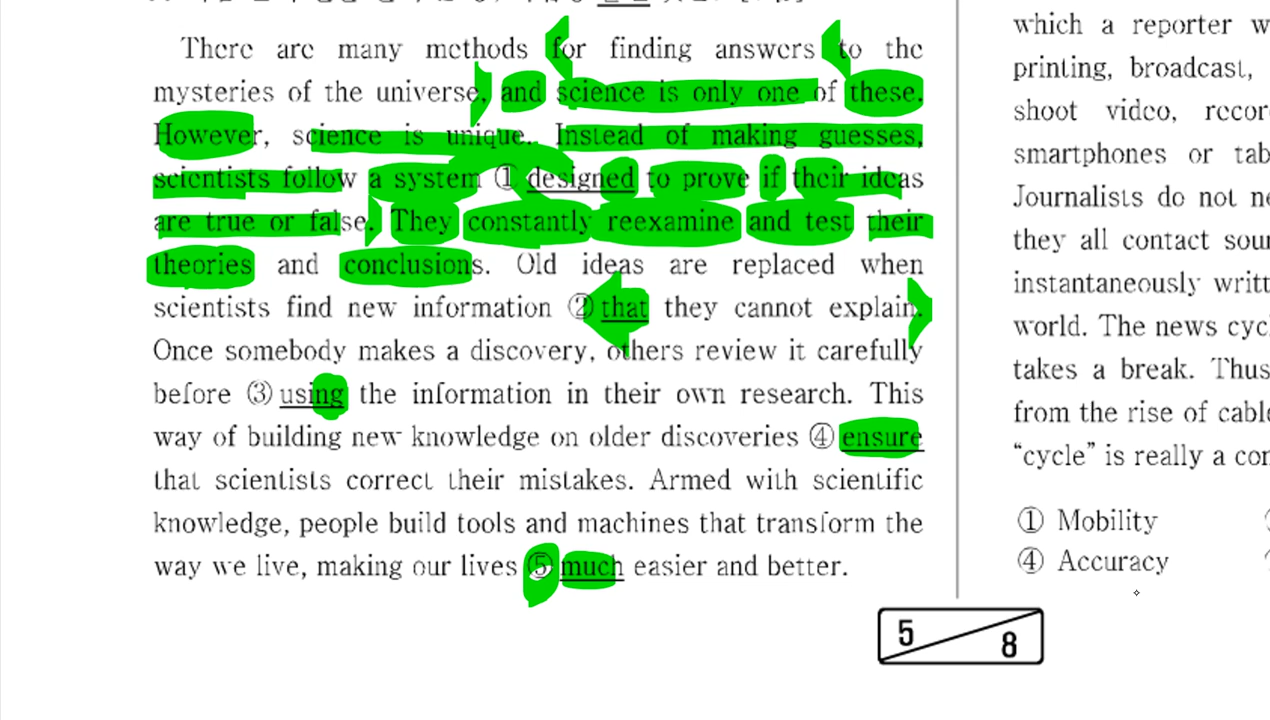 There are many methods for finding answers to the
mysteries of the universe, and science is only one of these.
However, science is unique. Instead of making guesses,
scientists follow a system ① designed to prove if their ideas
are true or false. They constantly reexamine and test their
theories and conclusions. Old ideas are replaced when
scientists find new information ② that they cannot explain.
Once somebody makes a discovery, others review it carefully
before ③ using the information in their own research. This
way of building new knowledge on older discoveries ④ ensure
that scientists correct their mistakes. Armed with scientific
knowledge, people build tools and machines that transform the
way we live, making our lives ⑤ much easier and better.
5
8
which a reporter
printing, broadcast,
shoot video,
smartphones or
Journalists do not
they all contact
instantaneously
world. The news
takes a break. Thus
from the rise of
"cycle" is really a
① Mobility
④ Accuracy